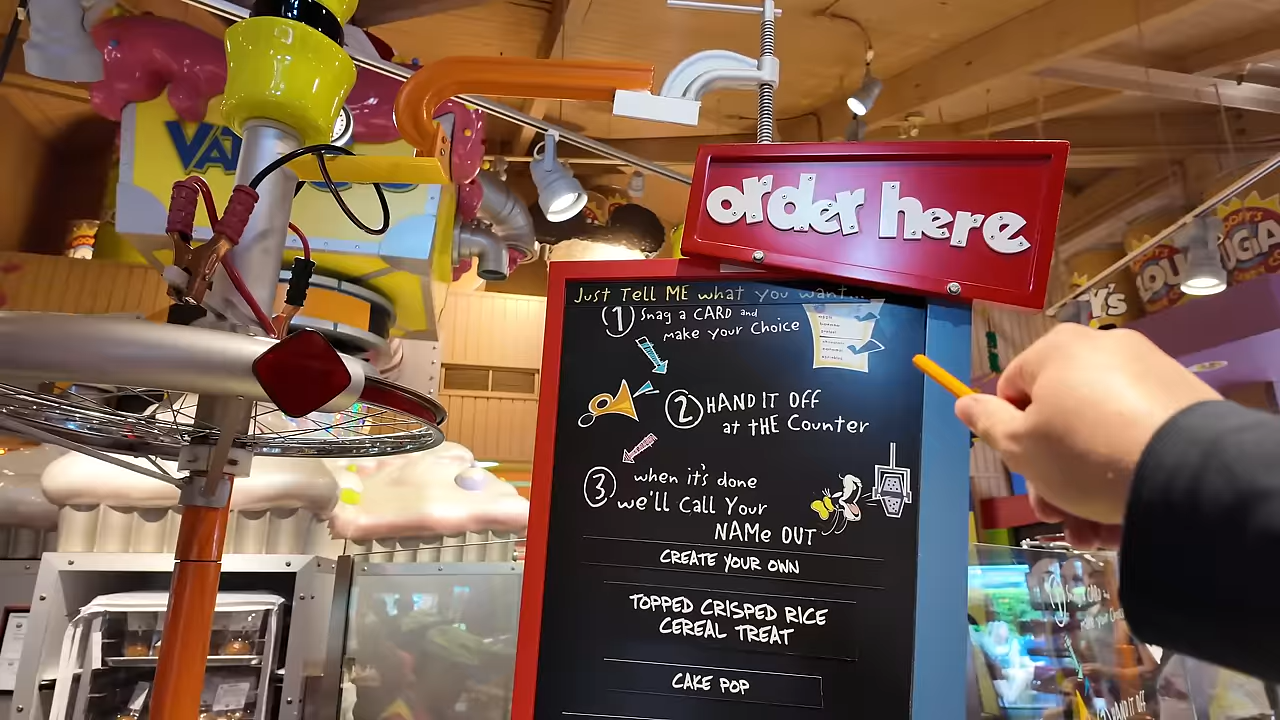 order here
Just Tell ME what you want...
1 Snag a CARD and
make your Choice
2 HAND IT OFF
at tHE Counter
3 when it's done
we'll Call Your
NAMe OUT
CREATE YOUR OWN
TOPPED CRISPED RICE
CEREAL TREAT
CAKE POP